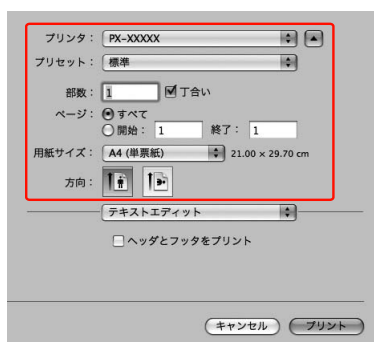 プリンタ： PX-XXXXX
プリセット： 標準
部数： 1 丁合い
ページ： すべて
開始： 1 終了： 1
用紙サイズ： A4 (単票紙) 21.00 × 29.70 cm
方向：
テキストエディット
ヘッダとフッタをプリント
キャンセル プリント